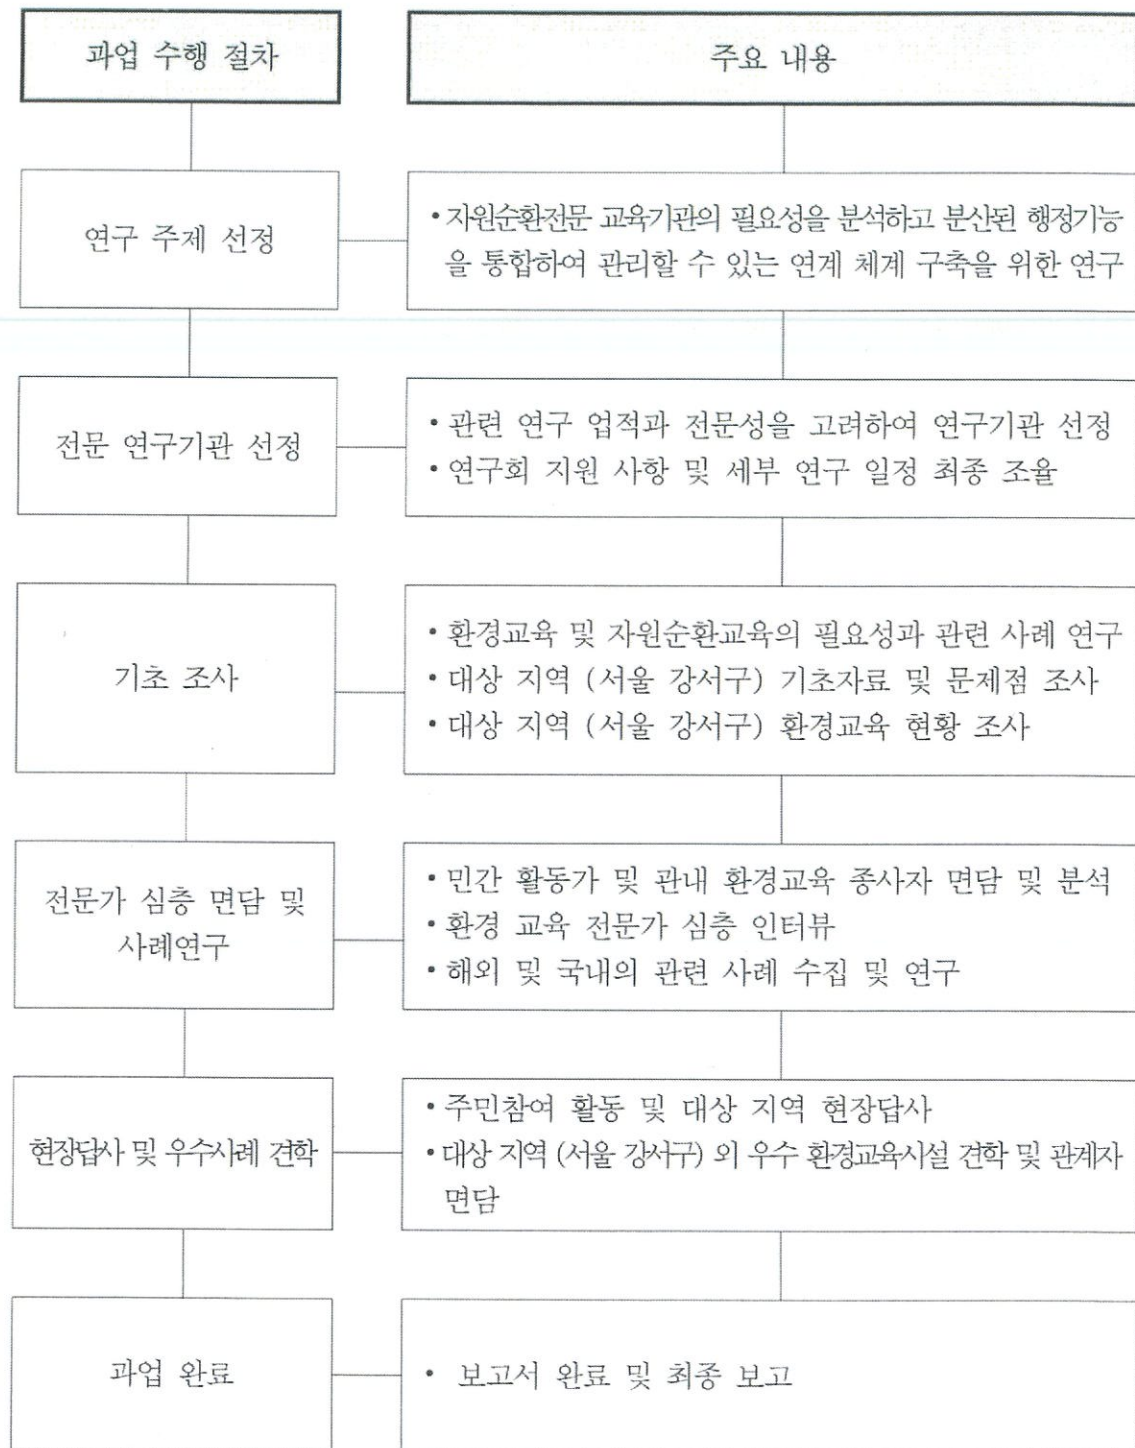 과업 수행 절차
주요 내용
연구 주제 선정
• 자원순환전문 교육기관의 필요성을 분석하고 분산된 행정기능
을 통합하여 관리할 수 있는 연계 체계 구축을 위한 연구
전문 연구기관 선정
• 관련 연구 업적과 전문성을 고려하여 연구기관 선정
• 연구회 지원 사항 및 세부 연구 일정 최종 조율
기초 조사
• 환경교육 및 자원순환교육의 필요성과 관련 사례 연구
• 대상 지역 (서울 강서구) 기초자료 및 문제점 조사
• 대상 지역 (서울 강서구) 환경교육 현황 조사
전문가 심층 면담 및
사례연구
• 민간 활동가 및 관내 환경교육 종사자 면담 및 분석
• 환경 교육 전문가 심층 인터뷰
• 해외 및 국내의 관련 사례 수집 및 연구
현장답사 및 우수사례 견학
• 주민참여 활동 및 대상 지역 현장답사
• 대상 지역 (서울 강서구) 외 우수 환경교육시설 견학 및 관계자
면담
과업 완료
• 보고서 완료 및 최종 보고